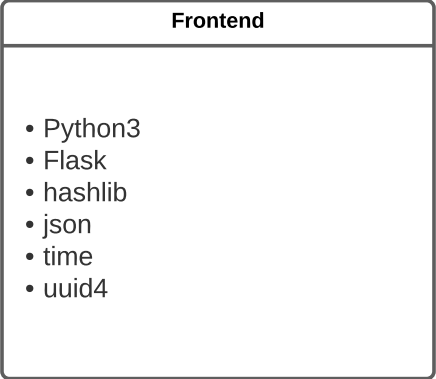 Frontend
• Python3
• Flask
• hashlib
• json
• time
• uuid4